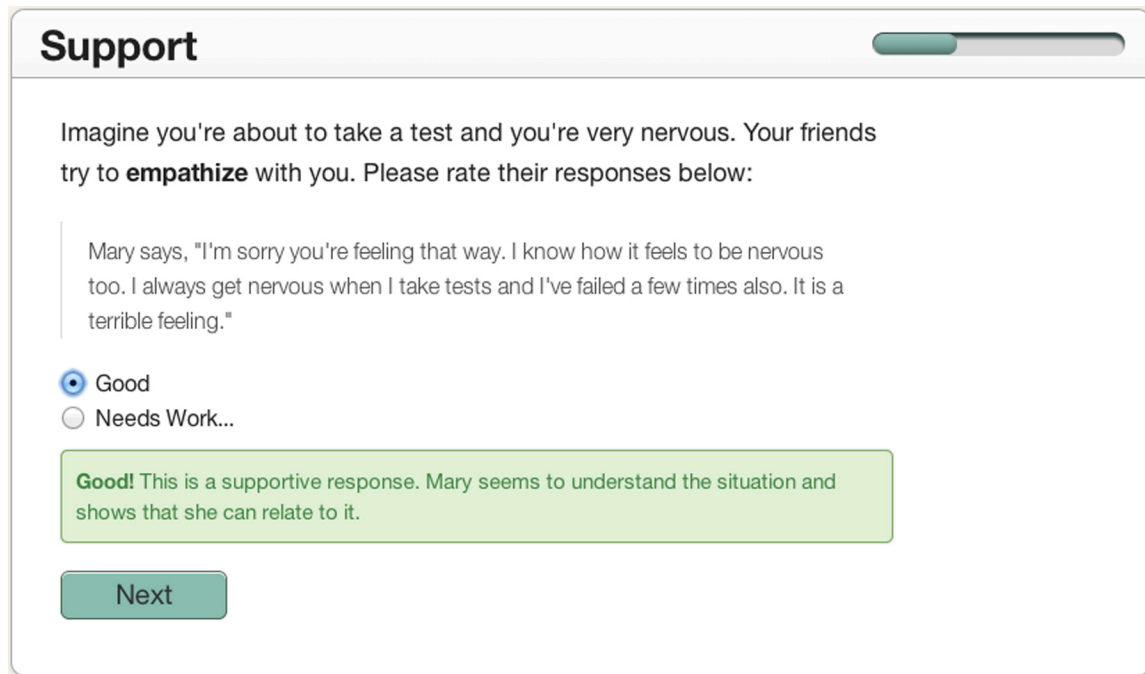 Support
Imagine you're about to take a test and you're very nervous. Your friends
try to empathize with you. Please rate their responses below:
Mary says, "I'm sorry you're feeling that way. I know how it feels to be nervous
too. I always get nervous when I take tests and I've failed a few times also. It is a
terrible feeling."
Good
Needs Work...
Good! This is a supportive response. Mary seems to understand the situation and
shows that she can relate to it.
Next